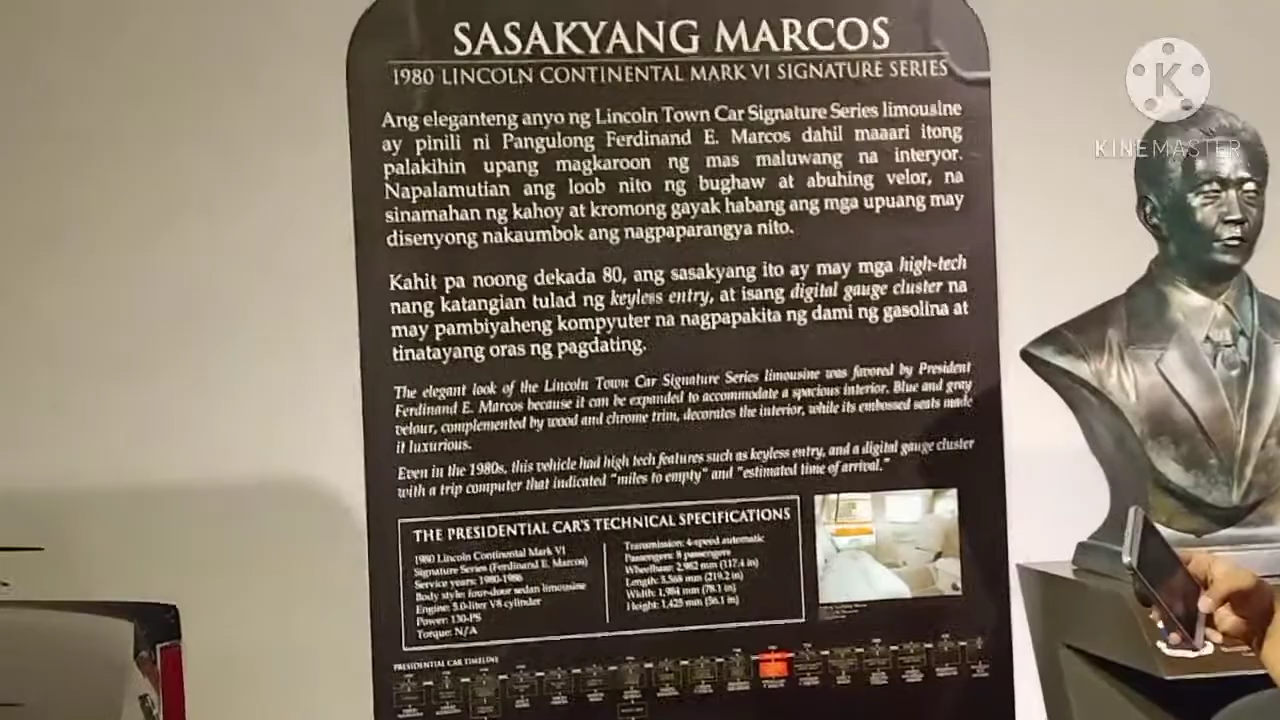 SASAKYANG MARCOS
1980 LINCOLN CONTINENTAL MARK VI SIGNATURE SERIES
Ang eleganteng anyo ng Lincoln Town Car Signature Series limousine
ay pinili ni Pangulong Ferdinand E. Marcos dahil maaari itong
palakihin upang magkaroon ng mas maluwang na interyor.
Napalamutian ang loob nito ng bughaw at abuhing velor, na
sinamahan ng kahoy at kromong gayak habang ang mga upuang may
disenyong nakaumbok ang nagpaparangya nito.
Kahit pa noong dekada 80, ang sasakyang ito ay may mga high-tech
nang katangian tulad ng keyless entry, at isang digital gauge cluster na
may pambiyaheng kompyuter na nagpapakita ng dami ng gasolina at
tinatayang oras ng pagdating.
The elegant look of the Lincoln Town Car Signature Series limousine was favored by President
Ferdinand E. Marcos because it can be expanded to accommodate a spacious interior. Blue and gray
velour, complemented by wood and chrome trim, decorates the interior, while its embossed seats made
it luxurious.
Even in the 1980s, this vehicle had high tech features such as keyless entry, and a digital gauge cluster
with a trip computer that indicated "miles to empty" and "estimated time of arrival."
THE PRESIDENTIAL CAR'S TECHNICAL SPECIFICATIONS
1980 Lincoln Continental Mark VI
Signature Series (Ferdinand E. Marcos)
Service years: 1980-1986
Body style: four-door sedan limousine
Engine: 5.0-liter V8 cylinder
Power: 130-PS
Torque: N/A
Transmission: 4-speed automatic
Passengers: 8 passengers
Wheelbase: 2,982 mm (117.4 in)
Length: 5,568 mm (219.2 in)
Width: 1,984 mm (78.1 in)
Height: 1,425 mm (56.1 in)
PRESIDENTIAL CAR TIMELINE
K
KINEMASTER